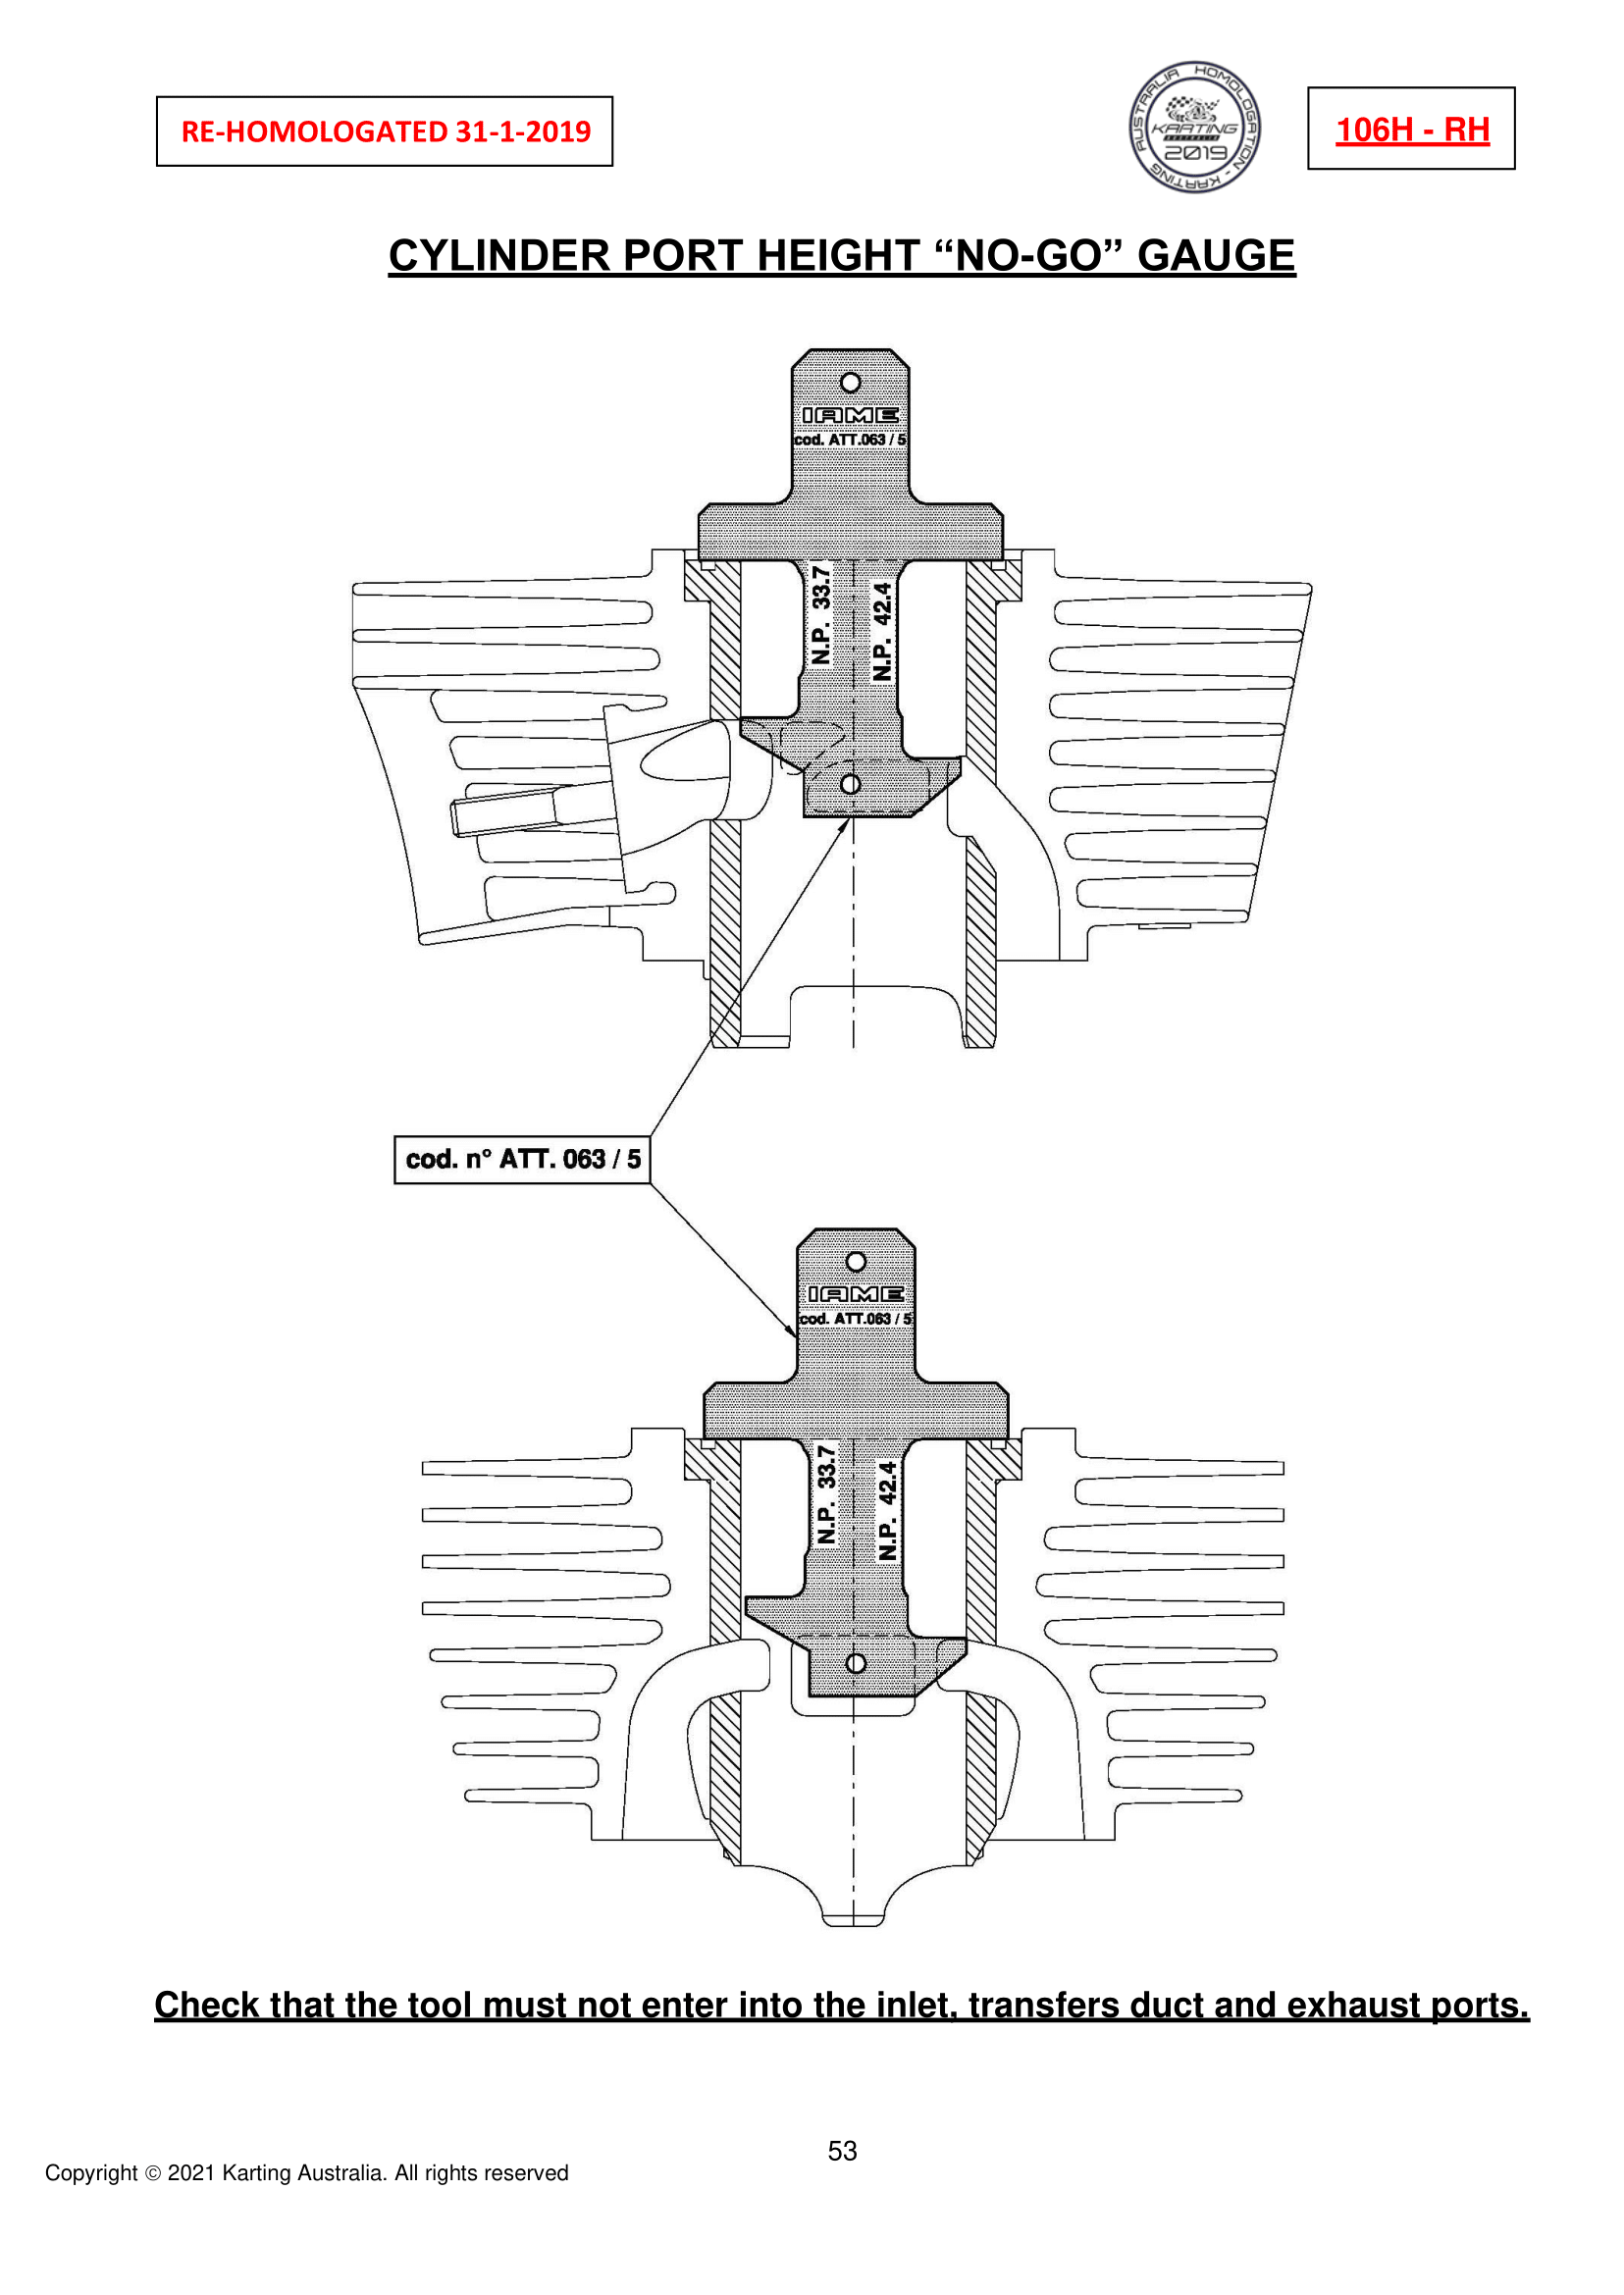 RE-HOMOLOGATED 31-1-2019
AUSTRALIA HOMOLOGATION - KARTING
KARTING
AUSTRALIA
2019
106H - RH
CYLINDER PORT HEIGHT “NO-GO” GAUGE
IAME
cod. ATT.063 / 5
N.P. 33.7
N.P. 42.4
cod. n° ATT. 063 / 5
IAME
cod. ATT.063 / 5
N.P. 33.7
N.P. 42.4
Check that the tool must not enter into the inlet, transfers duct and exhaust ports.
53
Copyright © 2021 Karting Australia. All rights reserved